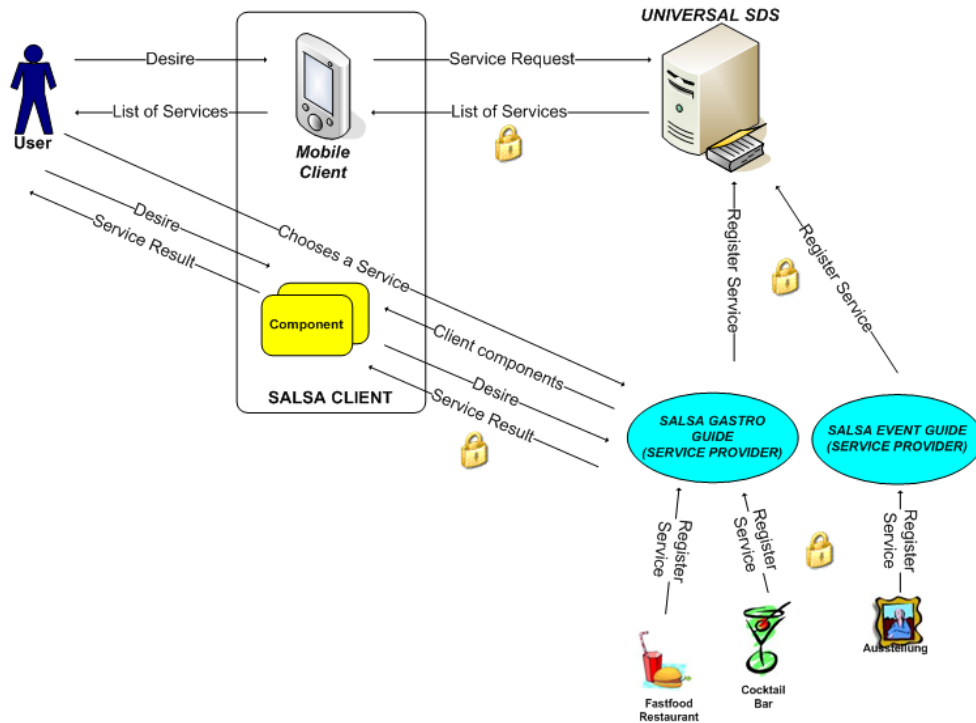 UNIVERSAL SDS
Desire
Service Request
List of Services
List of Services
User
Mobile
Client
Desire
Service Result
Chooses a Service
Register Service
Register Service
Component
Client components
Desire
Service Result
SALSA CLIENT
SALSA GASTRO
GUIDE
(SERVICE PROVIDER)
SALSA EVENT GUIDE
(SERVICE PROVIDER)
Register
Service
Register
Service
Register
Service
Ausstellung
Fastfood
Restaurant
Cocktail
Bar